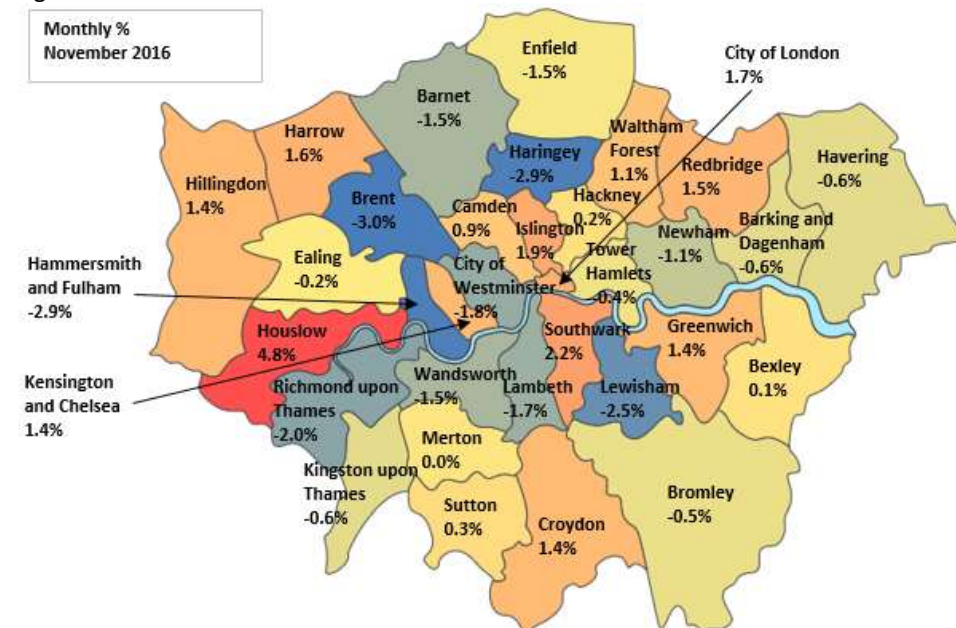 Monthly %
November 2016
Enfield
-1.5%
City of London
1.7%
Barnet
-1.5%
Harrow
1.6%
Haringey
-2.9%
Waltham
Forest
1.1%
Redbridge
1.5%
Havering
-0.6%
Hillingdon
1.4%
Brent
-3.0%
Camden
0.9%
Hackney
0.2%
Islington
1.9%
Newham
-1.1%
Barking and
Dagenham
-0.6%
Ealing
-0.2%
City of
Westminster
-1.8%
Tower
Hamlets
-0.4%
Hammersmith
and Fulham
-2.9%
Houslow
4.8%
Southwark
2.2%
Greenwich
1.4%
Bexley
0.1%
Kensington
and Chelsea
1.4%
Richmond upon
Thames
-2.0%
Wandsworth
-1.5%
Lambeth
-1.7%
Lewisham
-2.5%
Merton
0.0%
Kingston upon
Thames
-0.6%
Sutton
0.3%
Croydon
1.4%
Bromley
-0.5%